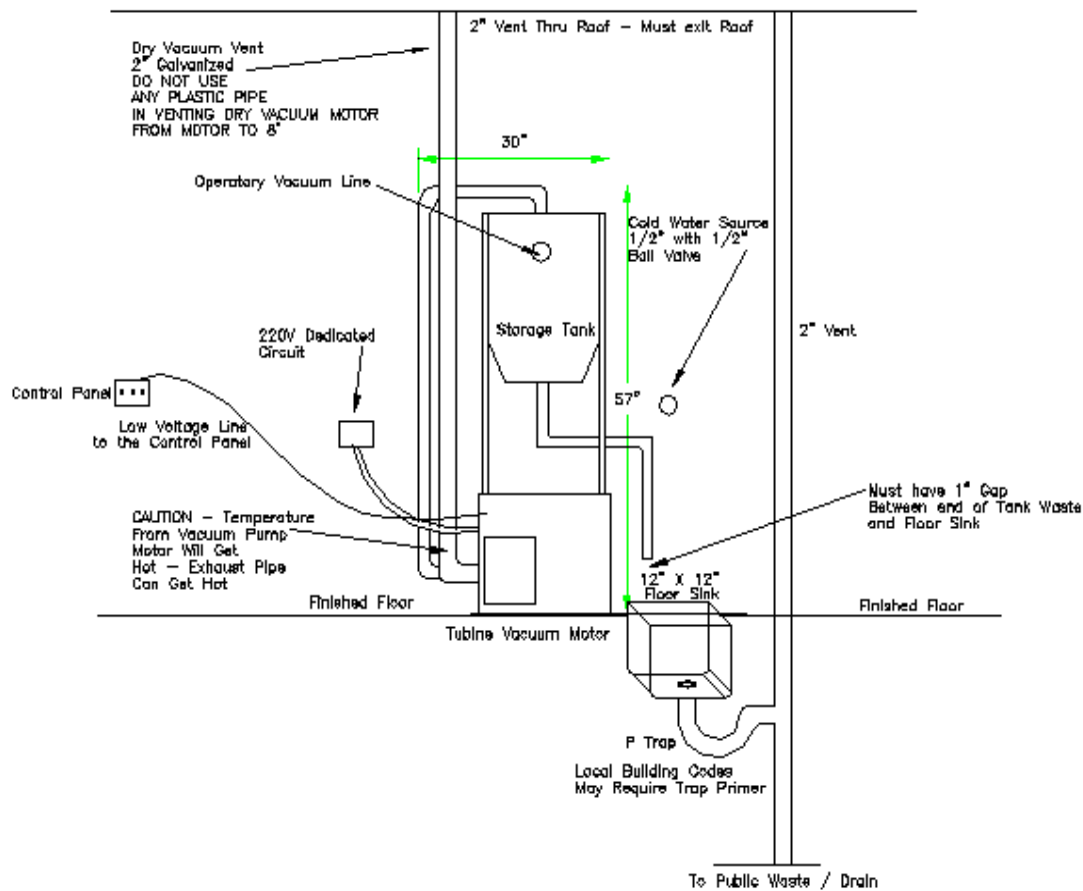 2" Vent Thru Roof - Must exit Roof
Dry Vacuum Vent
2" Galvanized
DO NOT USE
ANY PLASTIC PIPE
IN VENTING DRY VACUUM MOTOR
FROM MOTOR TO 8"
30"
Operatory Vacuum Line
Cold Water Source
1/2" with 1/2"
Ball Valve
Storage Tank
2" Vent
220V Dedicated
Circuit
Control Panel
57"
Low Voltage Line
to the Control Panel
Must have 1" Gap
Between end of Tank Waste
and Floor Sink
CAUTION - Temperature
From Vacuum Pump
Motor Will Get
Hot - Exhaust Pipe
Can Get Hot
12" X 12"
Floor Sink
Finished Floor
Finished Floor
Tubine Vacuum Motor
P Trap
Local Building Codes
May Require Trap Primer
To Public Waste / Drain